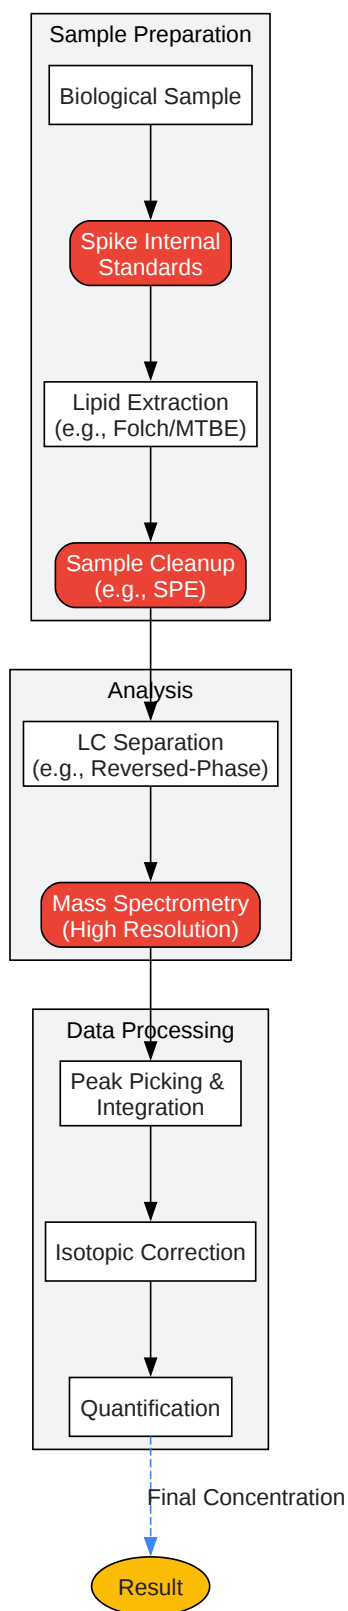 Sample Preparation
Biological Sample
Spike Internal
Standards
Lipid Extraction
(e.g., Folch/MTBE)
Sample Cleanup
(e.g., SPE)
Analysis
LC Separation
(e.g., Reversed-Phase)
Mass Spectrometry
(High Resolution)
Data Processing
Peak Picking &
Integration
Isotopic Correction
Quantification
Final Concentration
Result